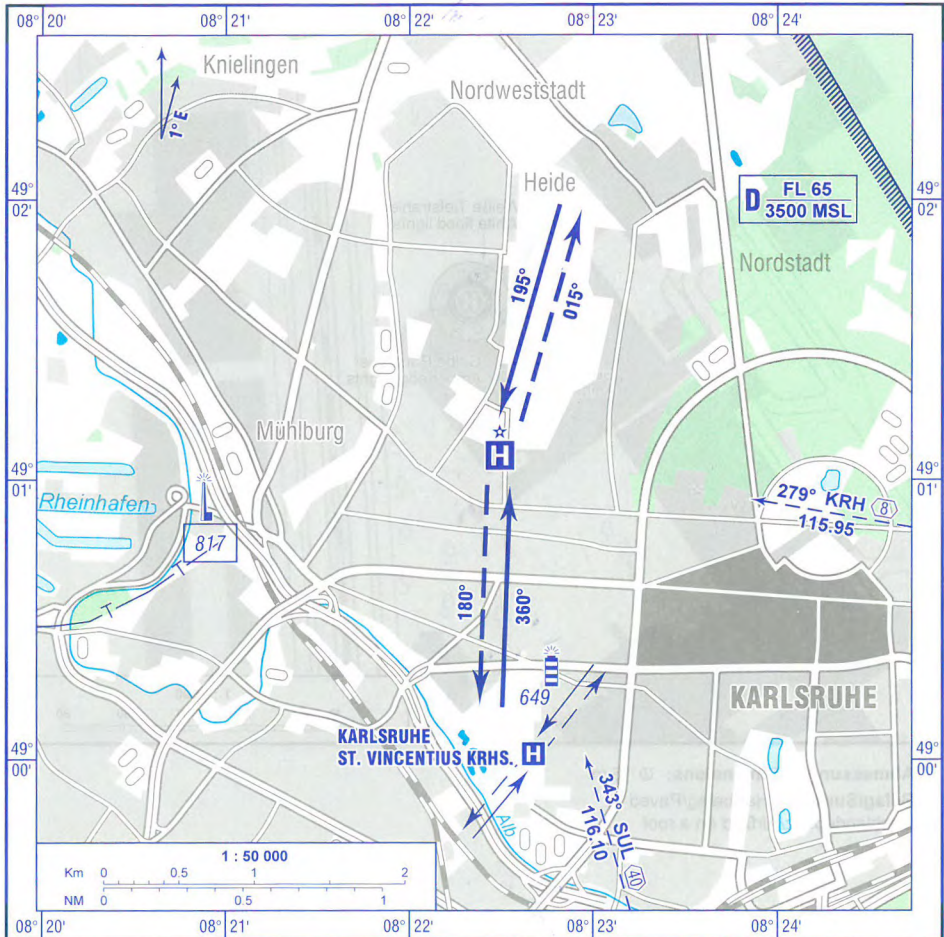 08° 20'
08° 21'
08° 22'
08° 23'
08° 24'
Knielingen
Nordweststadt
1° E
Heide
49°
02'
D
FL 65
3500 MSL
49°
02'
Nordstadt
195°
015°
Mühlburg
H
49°
01'
49°
01'
Rheinhafen
279° KRH
8
115.95
817
T
T
180°
360°
649
KARLSRUHE
KARLSRUHE
ST. VINCENTIUS KRHS.
H
49°
00'
49°
00'
343° SUL
116.10
40
Alb
1 : 50 000
Km 0 0.5 1 2
NM 0 0.5 1
08° 20'
08° 21'
08° 22'
08° 23'
08° 24'